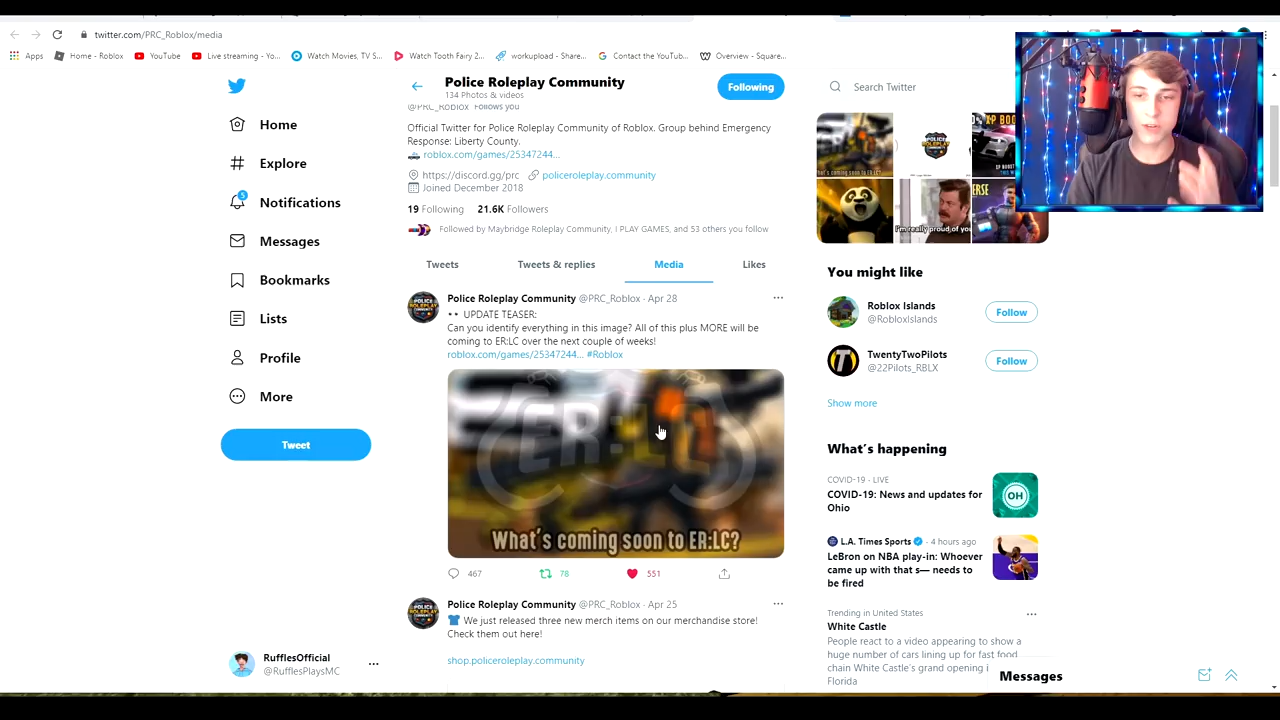 twitter.com/PRC_Roblox/media
Apps
Home - Roblox
YouTube
Live streaming - Yo...
Watch Movies, TV S...
Watch Tooth Fairy 2...
workupload - Share...
Contact the YouTub...
Overview - Square...
Police Roleplay Community
134 Photos & videos
Following
@PRC_Roblox Follows you
Official Twitter for Police Roleplay Community of Roblox. Group behind Emergency
Response: Liberty County.
roblox.com/games/25347244...
https://discord.gg/prc policeroleplay.community
Joined December 2018
19 Following 21.6K Followers
Followed by Maybridge Roleplay Community, I PLAY GAMES, and 53 others you follow
Tweets
Tweets & replies
Media
Likes
Home
Explore
5
Notifications
Messages
Bookmarks
Lists
Profile
More
Tweet
RufflesOfficial
@RufflesPlaysMC
Police Roleplay Community @PRC_Roblox · Apr 28
UPDATE TEASER:
Can you identify everything in this image? All of this plus MORE will be
coming to ER:LC over the next couple of weeks!
roblox.com/games/25347244... #Roblox
ER:LC
What's coming soon to ER:LC?
467
78
551
Police Roleplay Community @PRC_Roblox · Apr 25
We just released three new merch items on our merchandise store!
Check them out here!
shop.policeroleplay.community
Search Twitter
I'm really proud of you
You might like
Roblox Islands
@RobloxIslands
Follow
TwentyTwoPilots
@22Pilots_RBLX
Follow
Show more
What's happening
COVID-19 · LIVE
COVID-19: News and updates for
Ohio
OH
L.A. Times Sports · 4 hours ago
LeBron on NBA play-in: Whoever
came up with that s— needs to
be fired
Trending in United States
White Castle
People react to a video appearing to show a
huge number of cars lining up for fast food
chain White Castle's grand opening i
Florida
Messages